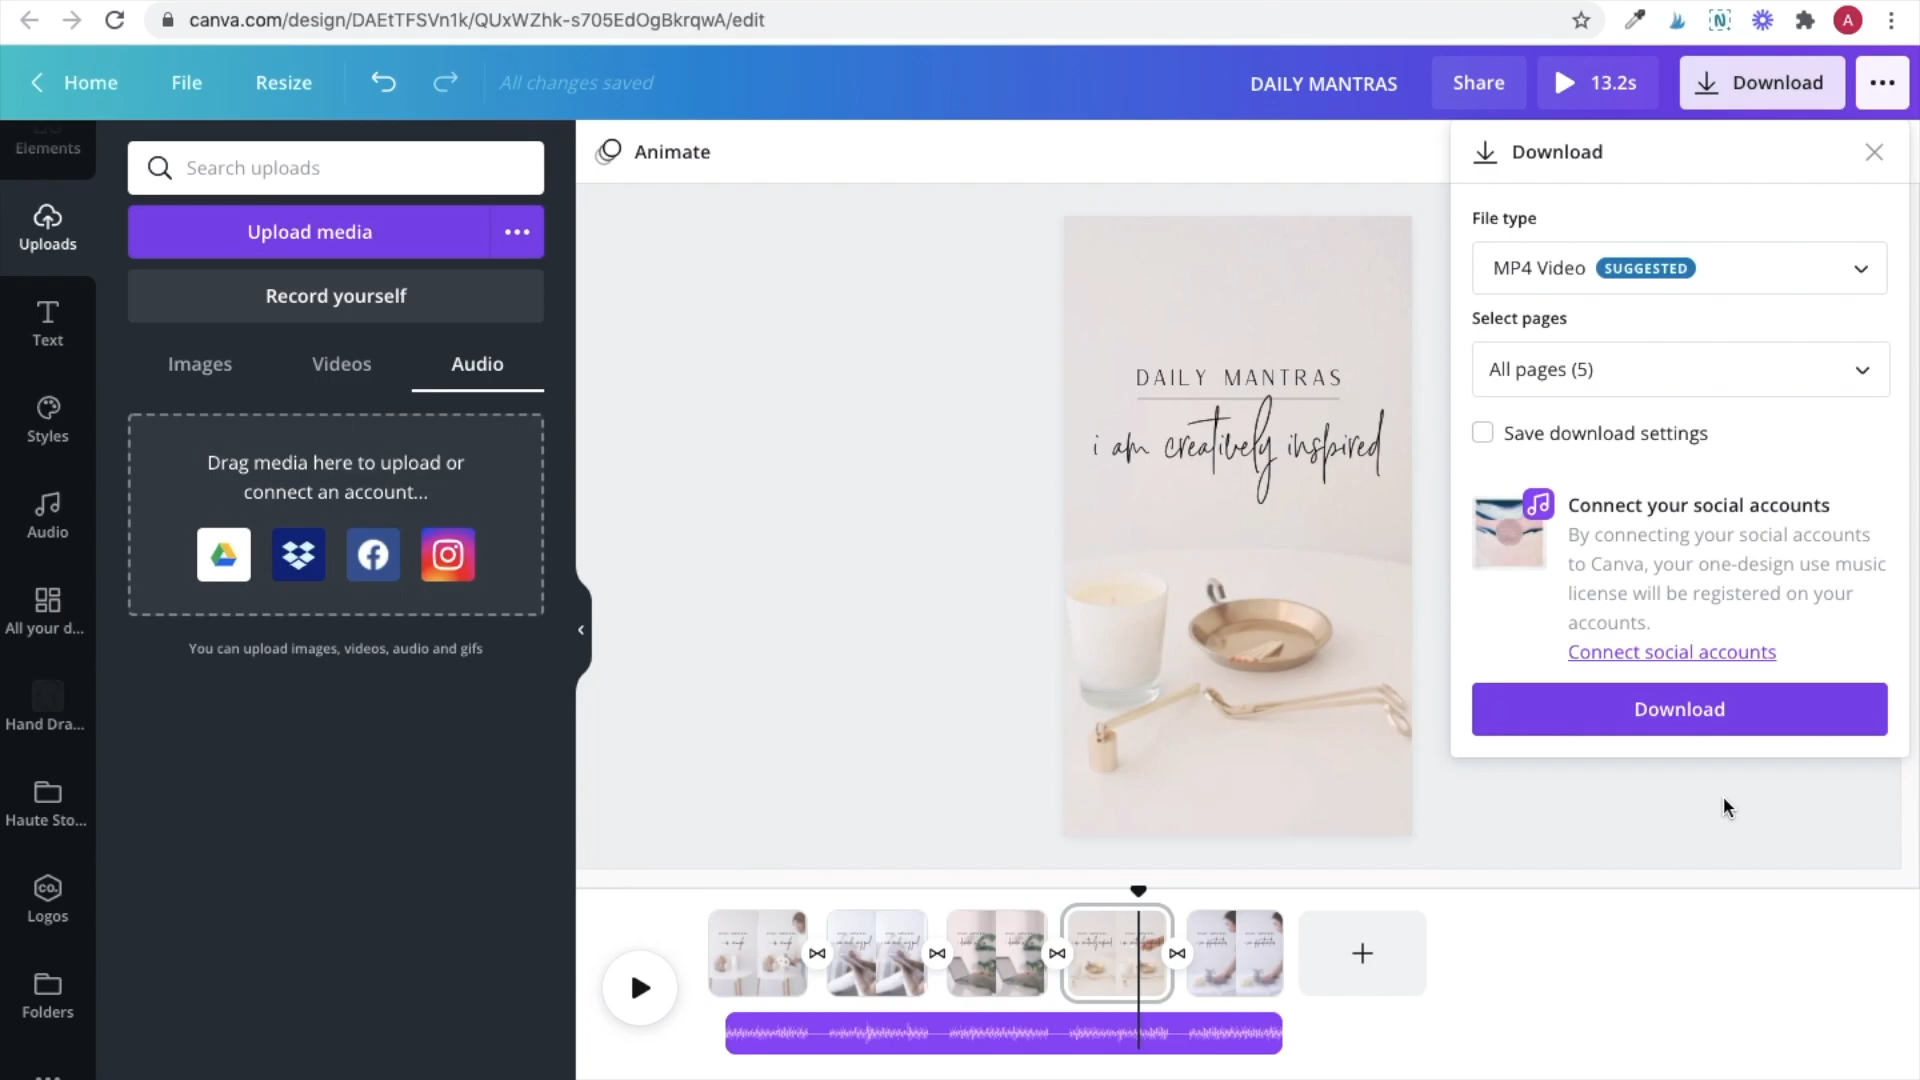 canva.com/design/DAEtTFSVn1k/QUxWZhk-s705EdOgBkrqwA/edit
A
Home
File
Resize
All changes saved
DAILY MANTRAS
Share
13.2s
Download
Elements
Uploads
Text
Styles
Audio
All your d...
Hand Dra...
Haute Sto...
co.
Logos
Folders
Search uploads
Upload media
Record yourself
Images
Videos
Audio
Drag media here to upload or
connect an account...
You can upload images, videos, audio and gifs
Animate
DAILY MANTRAS
i am creatively inspired
Download
File type
MP4 Video SUGGESTED
Select pages
All pages (5)
Save download settings
Connect your social accounts
By connecting your social accounts
to Canva, your one-design use music
license will be registered on your
accounts.
Connect social accounts
Download